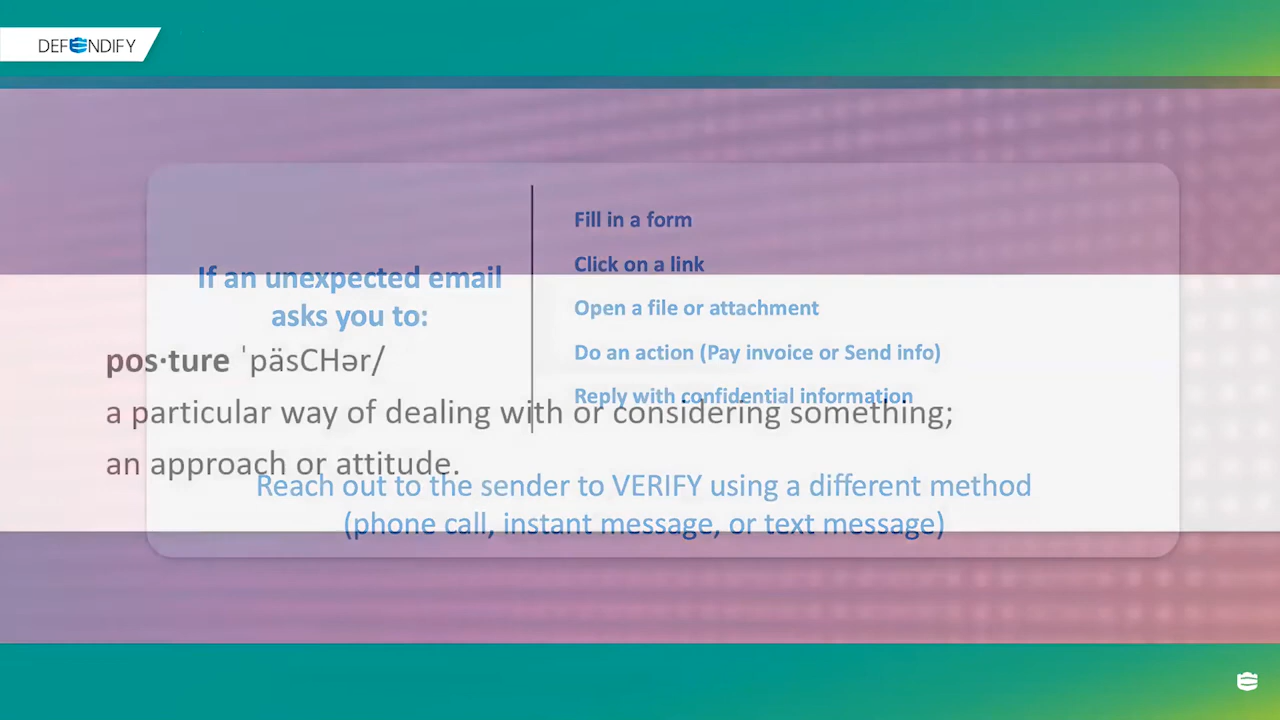 DEFENDIFY
If an unexpected email
asks you to:
Fill in a form
Click on a link
Open a file or attachment
Do an action (Pay invoice or Send info)
Reply with confidential information
Reach out to the sender to VERIFY using a different method
(phone call, instant message, or text message)
pos·ture ˈpäsCHər/
a particular way of dealing with or considering something;
an approach or attitude.